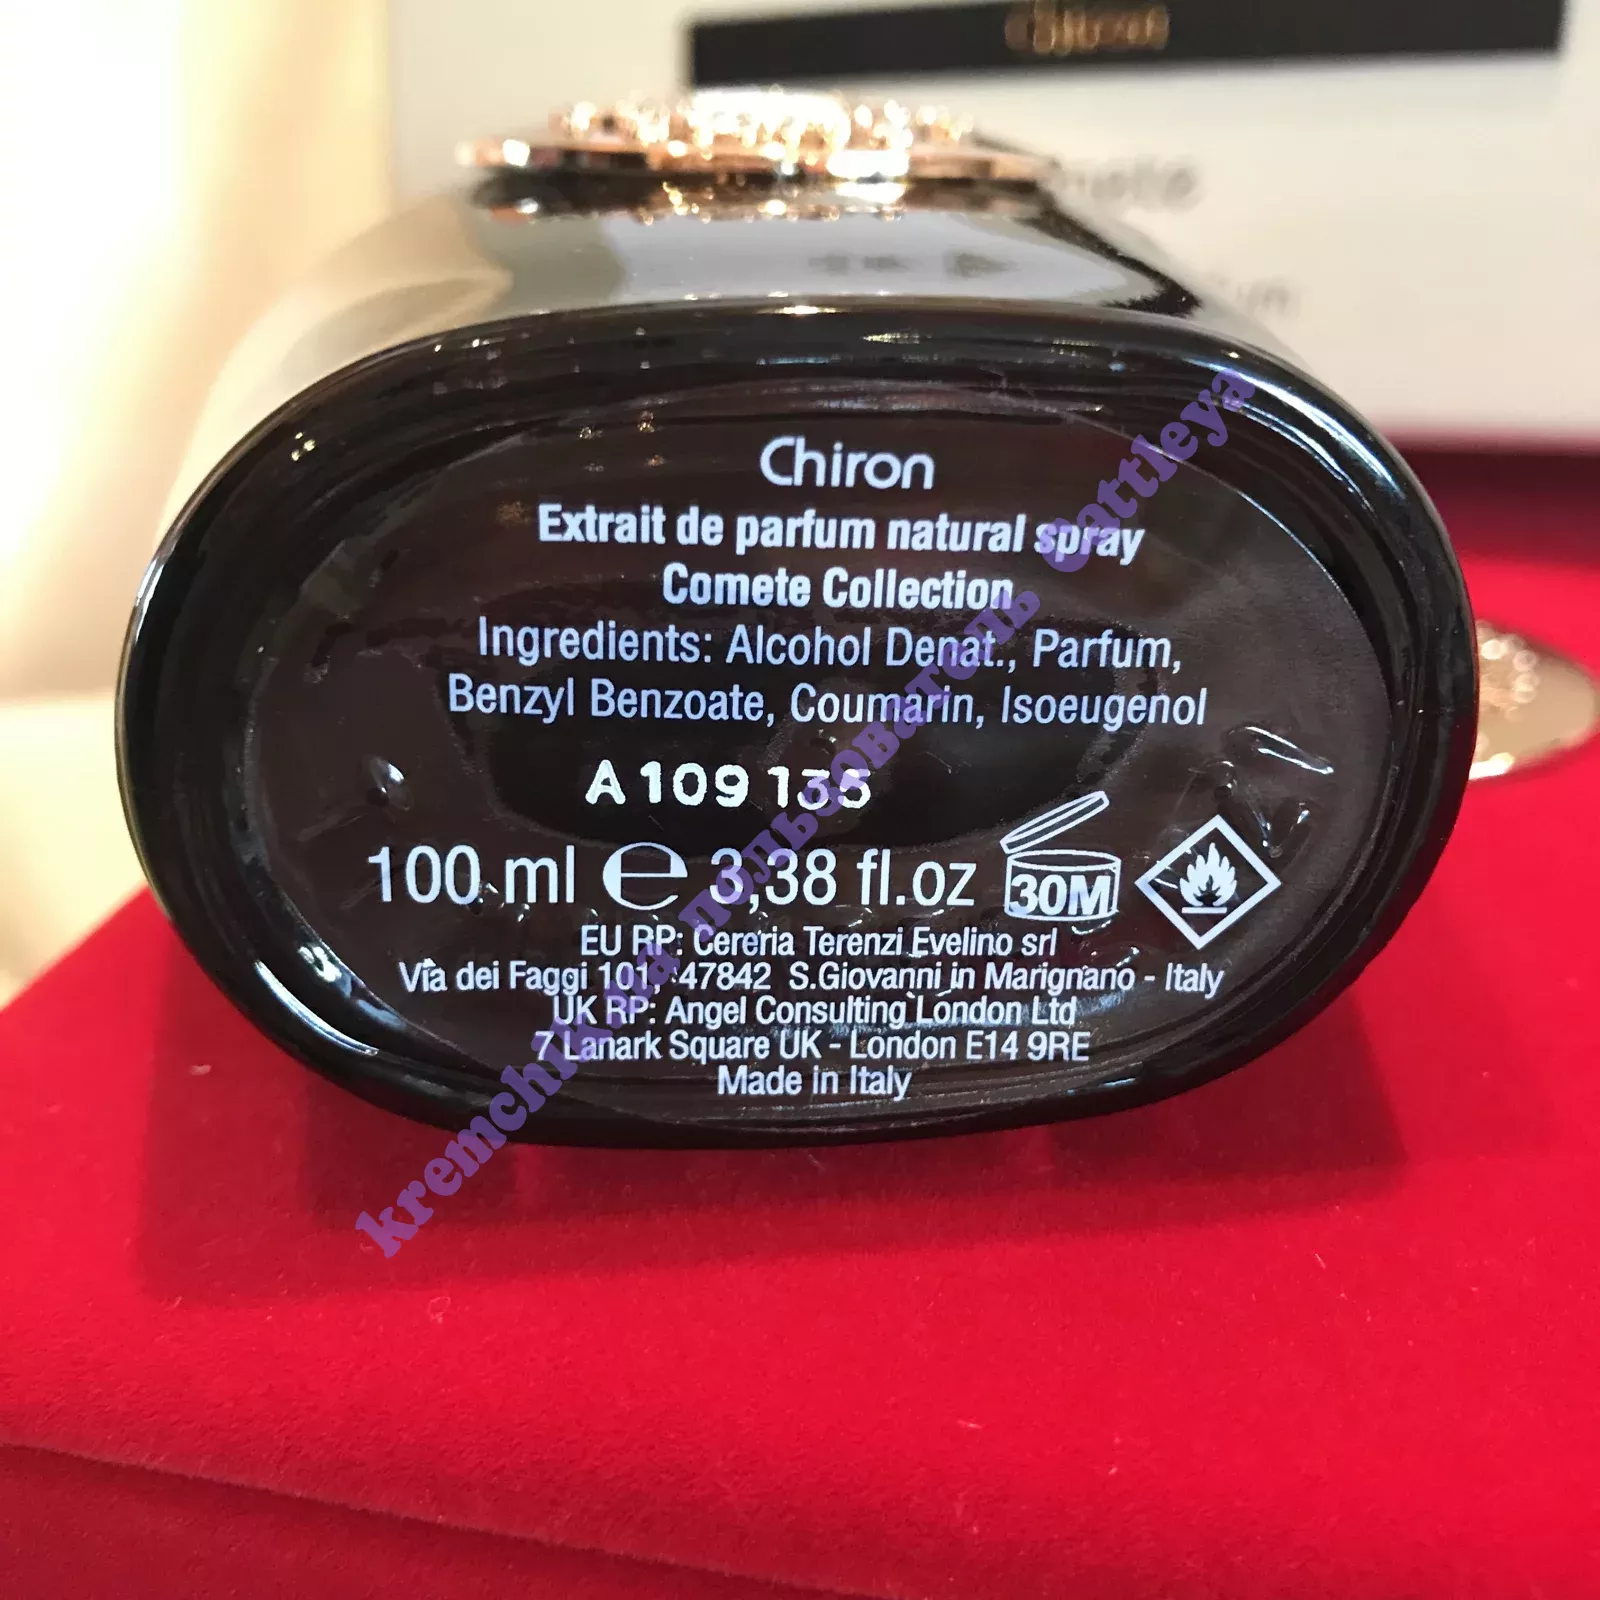 Chiron
Extrait de parfum natural spray
Comete Collection
Ingredients: Alcohol Denat., Parfum,
Benzyl Benzoate, Coumarin, Isoeugenol
A109135
100 ml ℮ 3,38 fl.oz 30M
EU RP: Cereria Terenzi Evelino srl
Via dei Faggi 101, 47842 S.Giovanni in Marignano - Italy
UK RP: Angel Consulting London Ltd
7 Lanark Square UK - London E14 9RE
Made in Italy
kremchik.ua пользователь cattleya